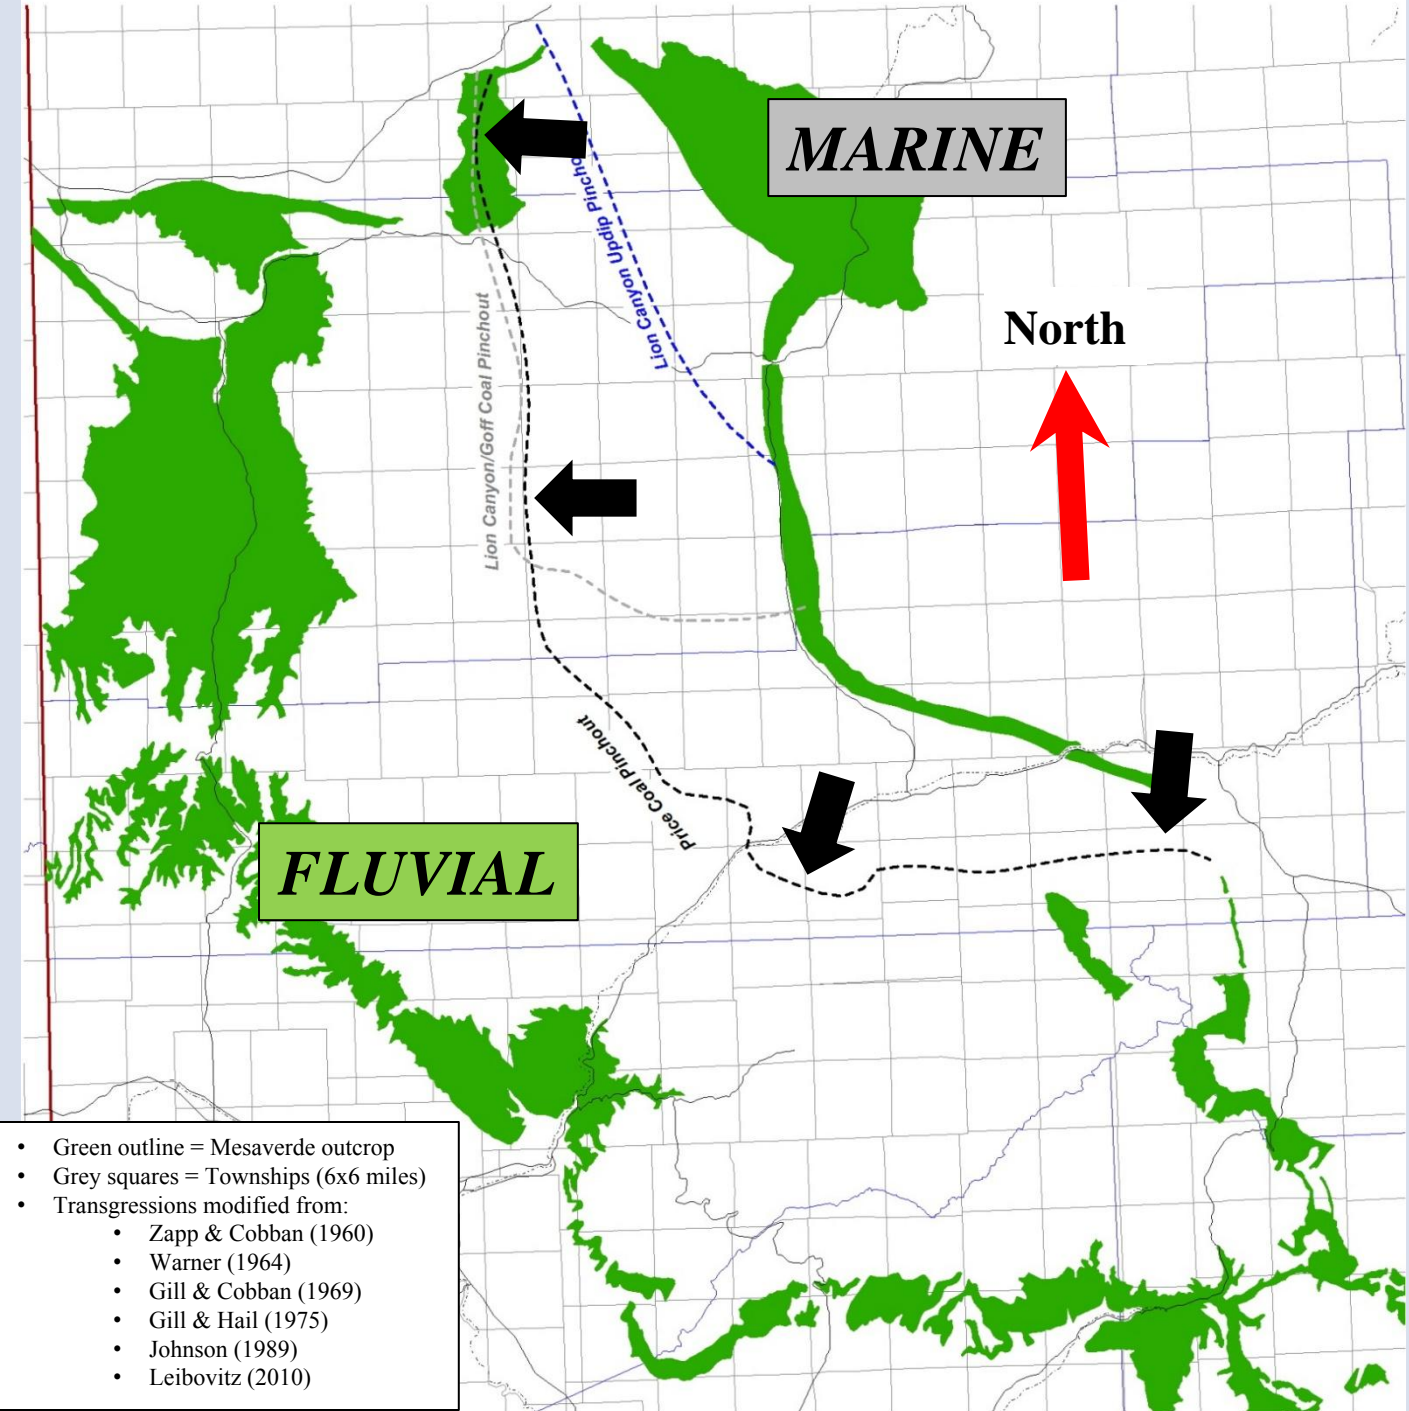 MARINE
Lion Canyon Updip Pinchout
North
Lion Canyon/Goff Coal Pinchout
Price Coal Pinchout
FLUVIAL
• Green outline = Mesaverde outcrop
• Grey squares = Townships (6x6 miles)
• Transgressions modified from:
• Zapp & Cobban (1960)
• Warner (1964)
• Gill & Cobban (1969)
• Gill & Hail (1975)
• Johnson (1989)
• Leibovitz (2010)